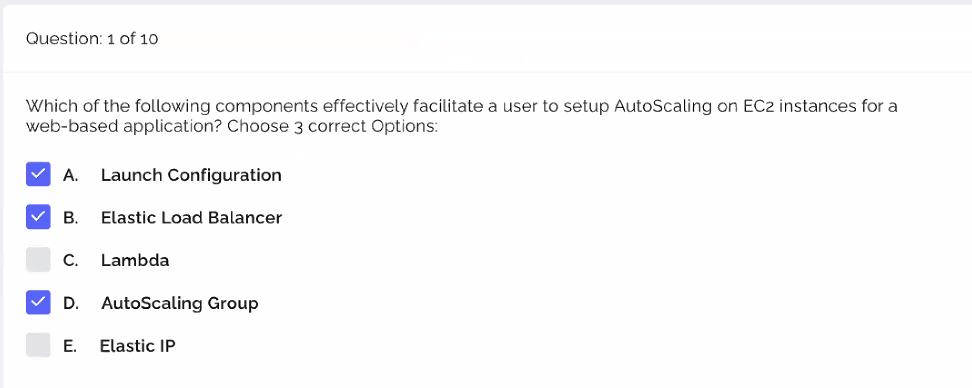 Question: 1 of 10
Which of the following components effectively facilitate a user to setup AutoScaling on EC2 instances for a
web-based application? Choose 3 correct Options:
A. Launch Configuration
B. Elastic Load Balancer
C. Lambda
D. AutoScaling Group
E. Elastic IP